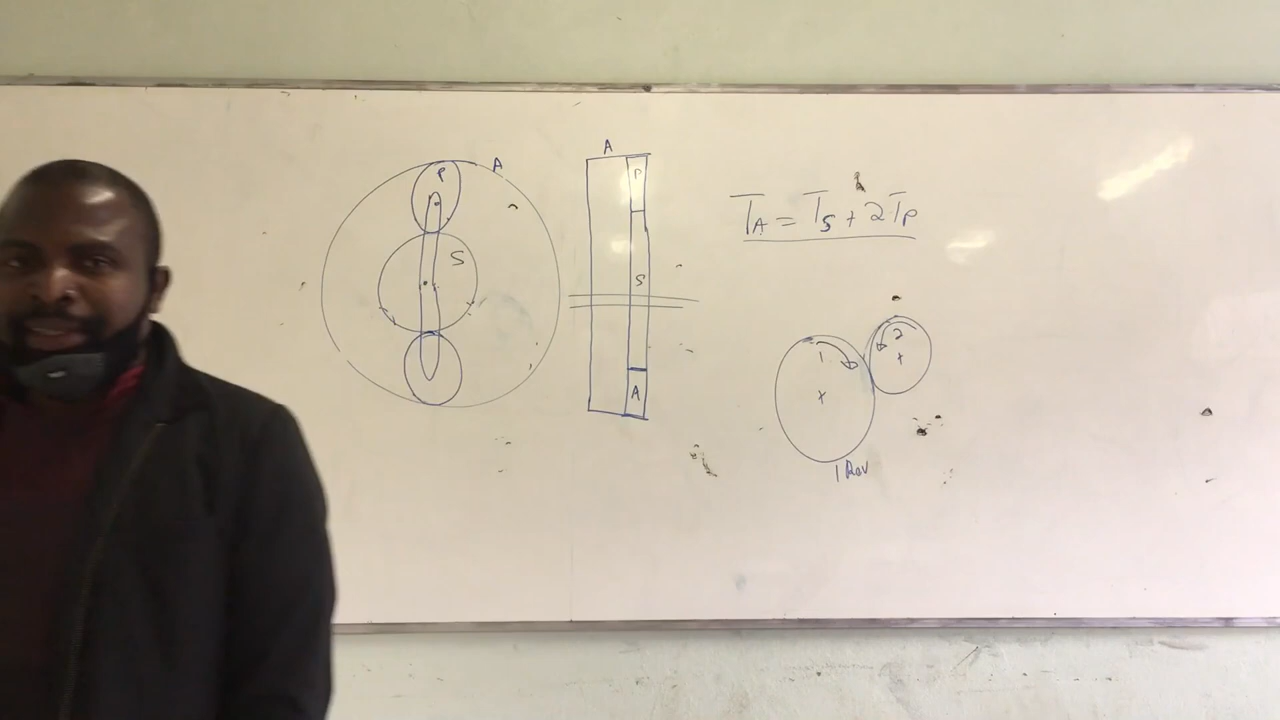 P
A
S
A
P
S
A
T_A = T_S + 2T_P
1
2
1 Rev